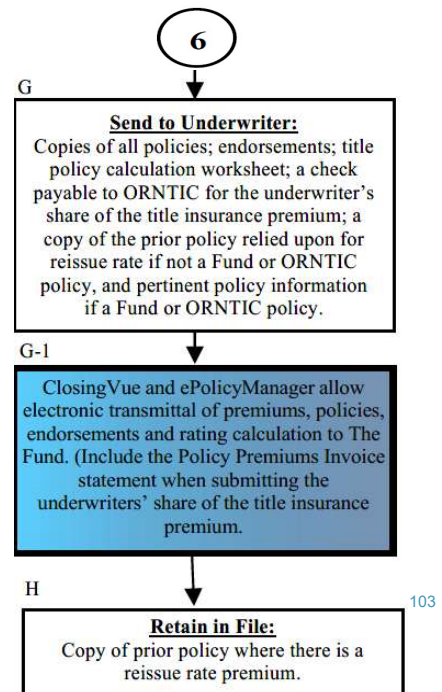 6
G
Send to Underwriter:
Copies of all policies; endorsements; title
policy calculation worksheet; a check
payable to ORNTIC for the underwriter's
share of the title insurance premium; a
copy of the prior policy relied upon for
reissue rate if not a Fund or ORNTIC
policy, and pertinent policy information
if a Fund or ORNTIC policy.
G-1
ClosingVue and ePolicyManager allow
electronic transmittal of premiums, policies,
endorsements and rating calculation to The
Fund. (Include the Policy Premiums Invoice
statement when submitting the
underwriters' share of the title insurance
premium.
H
103
Retain in File:
Copy of prior policy where there is a
reissue rate premium.